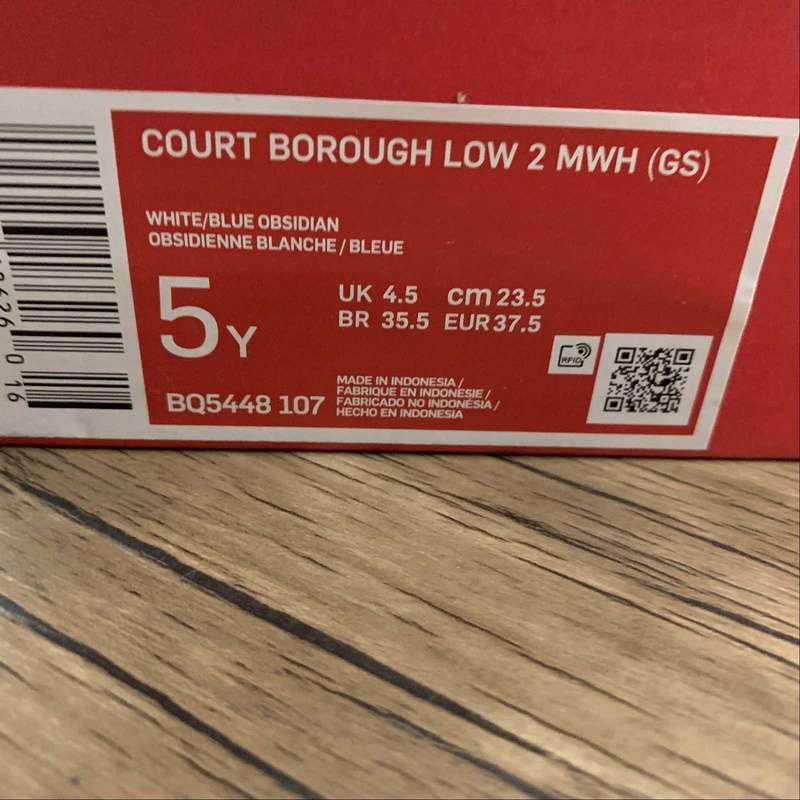 COURT BOROUGH LOW 2 MWH (GS)
WHITE/BLUE OBSIDIAN
OBSIDIENNE BLANCHE / BLEUE
5Y
UK 4.5 cm 23.5
BR 35.5 EUR 37.5
BQ5448 107
MADE IN INDONESIA /
FABRIQUE EN INDONÉSIE /
FABRICADO NO INDONÉSIA /
HECHO EN INDONESIA
RFID